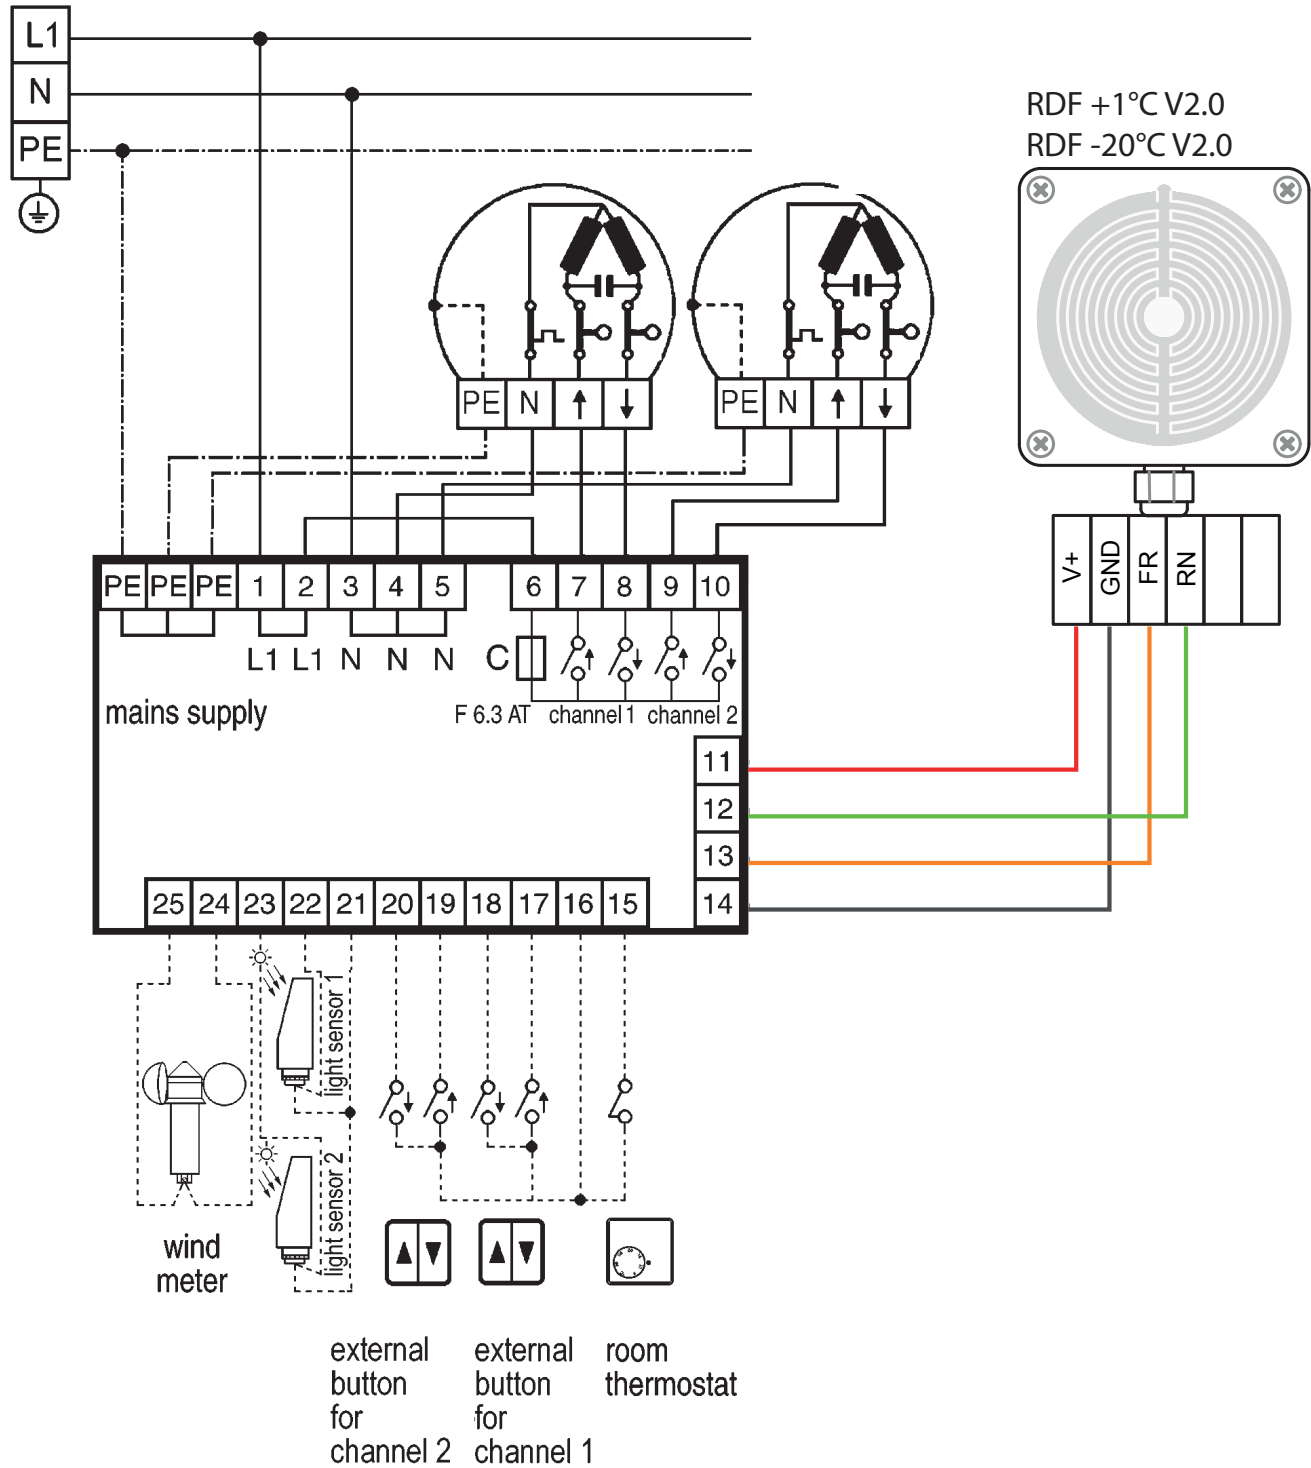 L1
N
PE
RDF +1°C V2.0
RDF -20°C V2.0
PE N ↑ ↓
PE N ↑ ↓
V+ GND FR RN
PE PE PE 1 2 3 4 5 6 7 8 9 10
L1 L1 N N N C
mains supply
F 6.3 AT channel 1 channel 2
11
12
13
14
25 24 23 22 21 20 19 18 17 16 15
light sensor 1
light sensor 2
wind
meter
external
button
for
channel 2
external
button
for
channel 1
room
thermostat